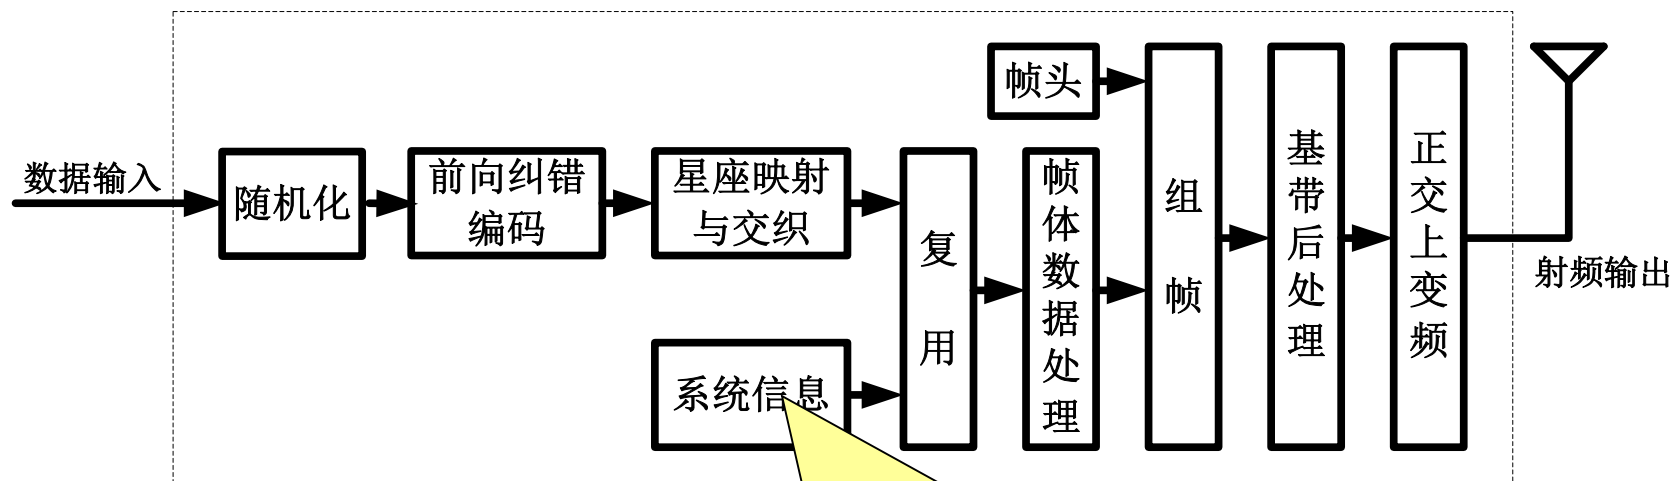 数据输入
随机化
前向纠错
编码
星座映射
与交织
系统信息
复用
帧头
帧体数据处理
组帧
基带后处理
正交上变频
射频输出